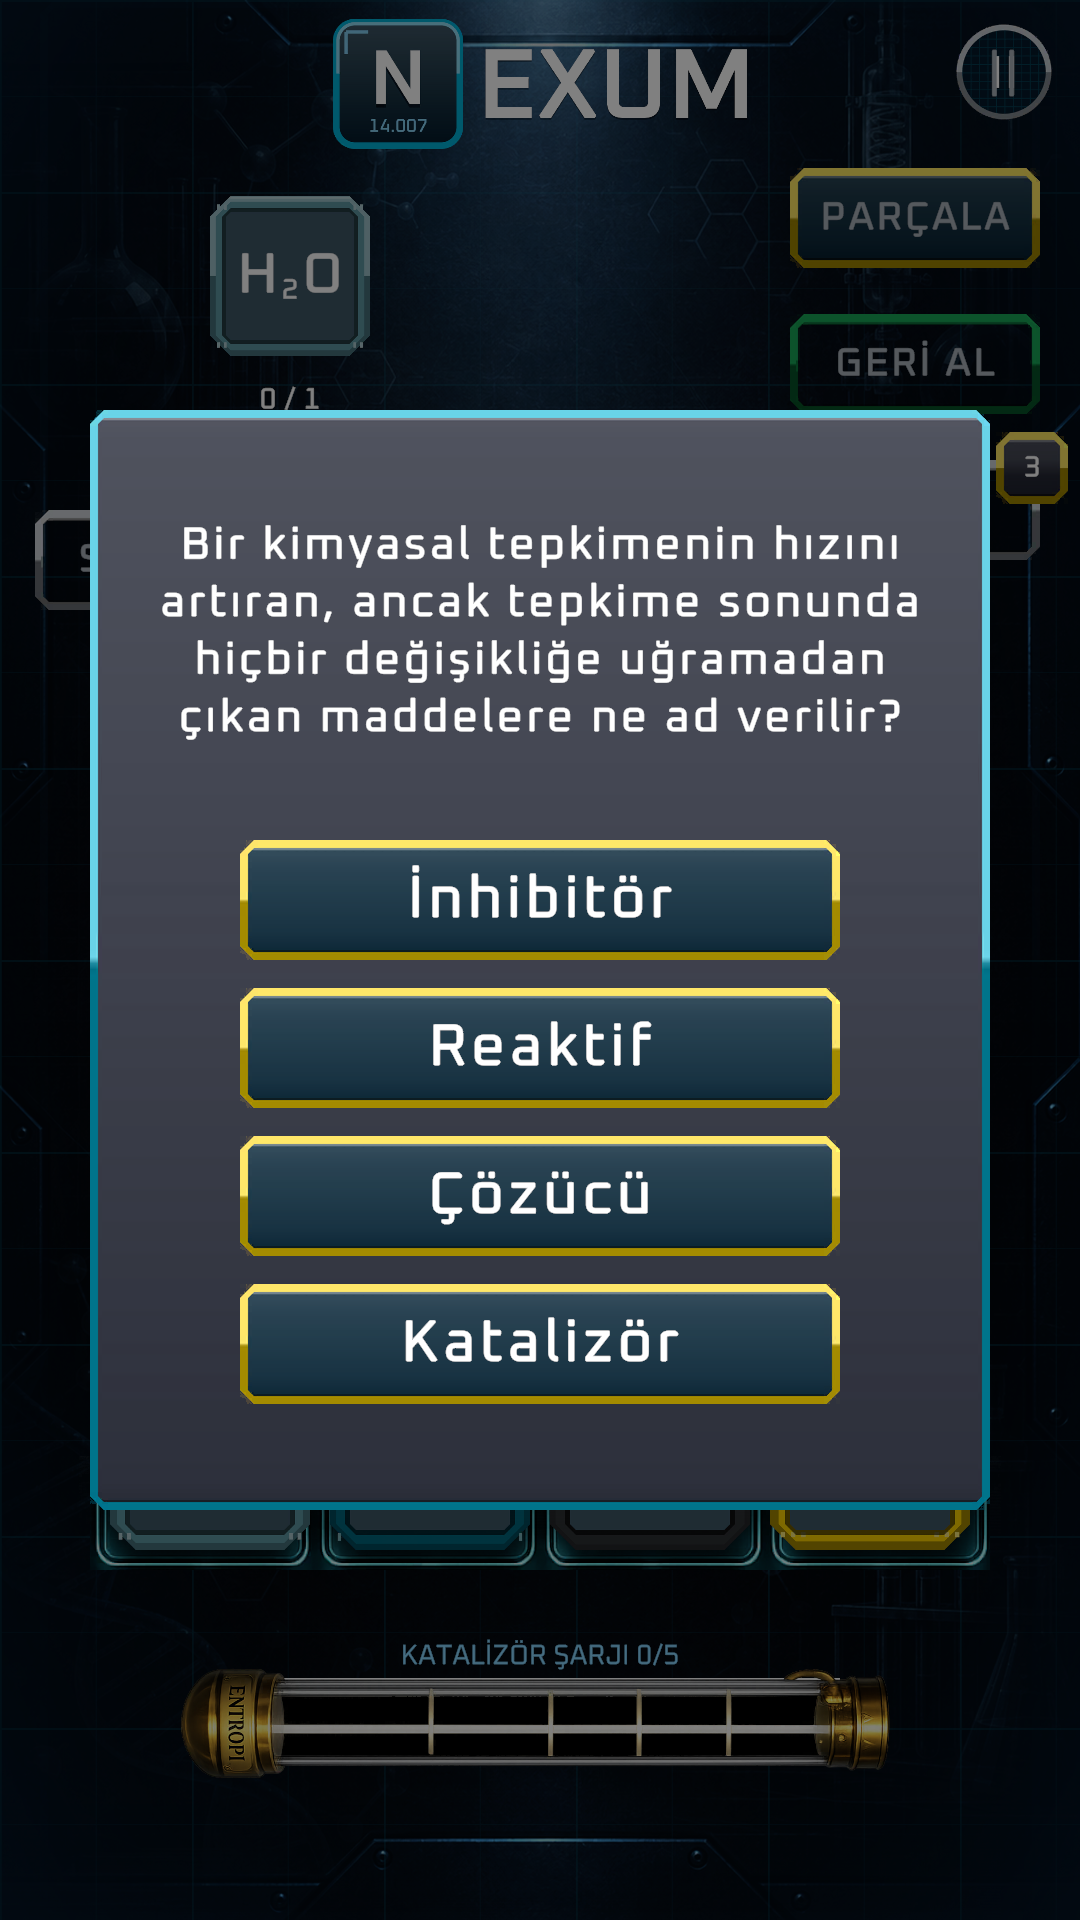 N EXUM
14.007
PARÇALA
H₂O
GERİ AL
0/1
3
Bir kimyasal tepkimenin hızını
artıran, ancak tepkime sonunda
hiçbir değişikliğe uğramadan
çıkan maddelere ne ad verilir?
İnhibitör
Reaktif
Çözücü
Katalizör
KATALİZÖR ŞARJI 0/5
ENTROPI